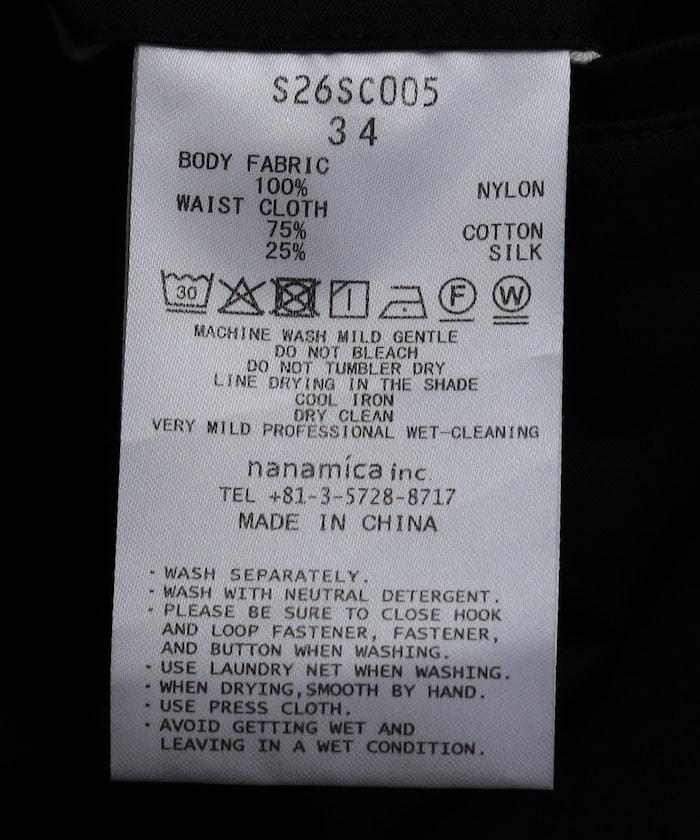 S26SC005
34
BODY FABRIC
100% NYLON
WAIST CLOTH
75% COTTON
25% SILK
30 F W
MACHINE WASH MILD GENTLE
DO NOT BLEACH
DO NOT TUMBLER DRY
LINE DRYING IN THE SHADE
COOL IRON
DRY CLEAN
VERY MILD PROFESSIONAL WET-CLEANING
nanamica inc.
TEL +81-3-5728-8717
MADE IN CHINA
・WASH SEPARATELY.
・WASH WITH NEUTRAL DETERGENT.
・PLEASE BE SURE TO CLOSE HOOK
AND LOOP FASTENER, FASTENER,
AND BUTTON WHEN WASHING.
・USE LAUNDRY NET WHEN WASHING.
・WHEN DRYING,SMOOTH BY HAND.
・USE PRESS CLOTH.
・AVOID GETTING WET AND
LEAVING IN A WET CONDITION.